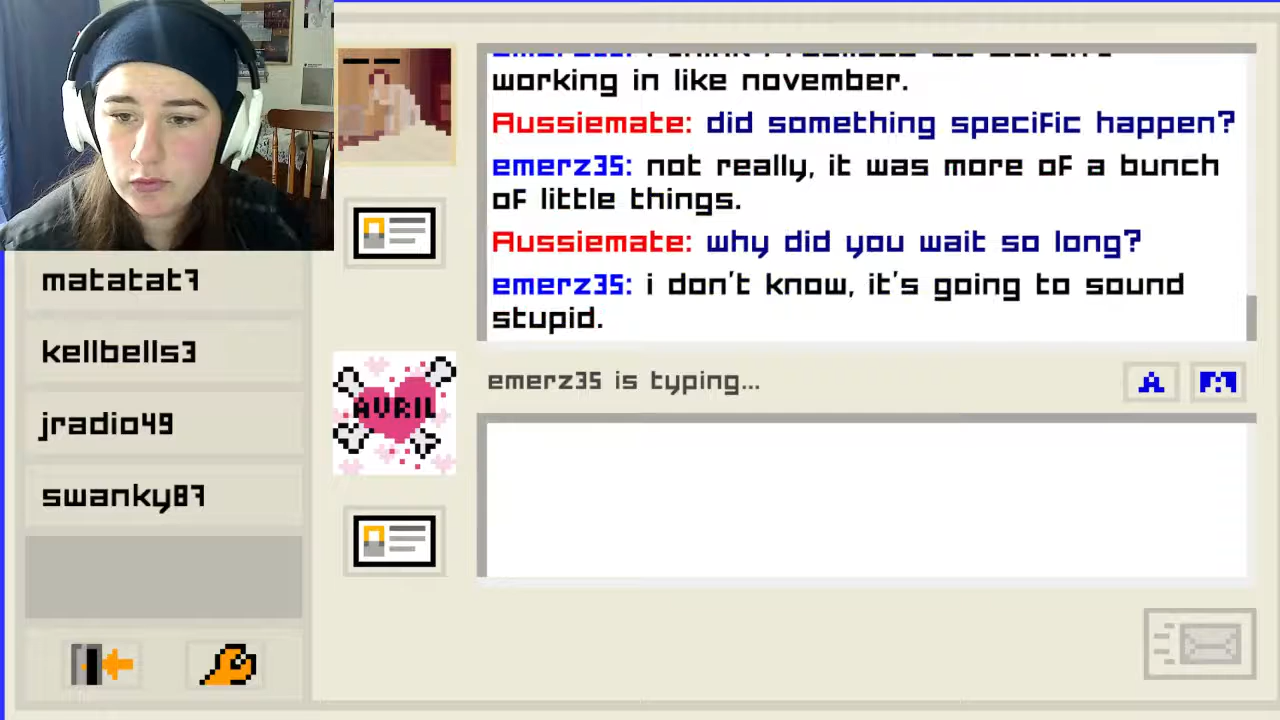 working in like november.
Aussiemate: did something specific happen?
emerz35: not really, it was more of a bunch
of little things.
Aussiemate: why did you wait so long?
emerz35: i don't know, it's going to sound
stupid.
emerz35 is typing...
A
AVRIL
matatat7
kellbells3
jradio49
swanky87